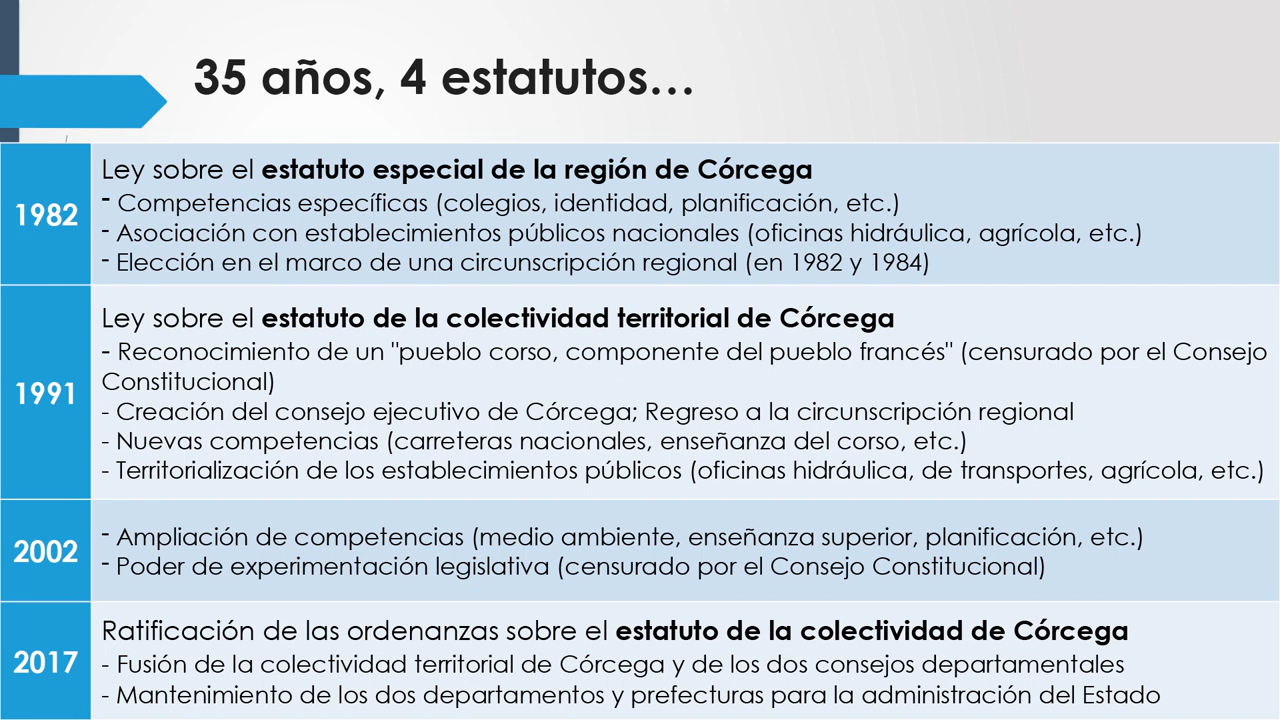 35 años, 4 estatutos…
1982
Ley sobre el estatuto especial de la región de Córcega
- Competencias específicas (colegios, identidad, planificación, etc.)
- Asociación con establecimientos públicos nacionales (oficinas hidráulica, agrícola, etc.)
- Elección en el marco de una circunscripción regional (en 1982 y 1984)
1991
Ley sobre el estatuto de la colectividad territorial de Córcega
- Reconocimiento de un "pueblo corso, componente del pueblo francés" (censurado por el Consejo
Constitucional)
- Creación del consejo ejecutivo de Córcega; Regreso a la circunscripción regional
- Nuevas competencias (carreteras nacionales, enseñanza del corso, etc.)
- Territorialización de los establecimientos públicos (oficinas hidráulica, de transportes, agrícola, etc.)
2002
- Ampliación de competencias (medio ambiente, enseñanza superior, planificación, etc.)
- Poder de experimentación legislativa (censurado por el Consejo Constitucional)
2017
Ratificación de las ordenanzas sobre el estatuto de la colectividad de Córcega
- Fusión de la colectividad territorial de Córcega y de los dos consejos departamentales
- Mantenimiento de los dos departamentos y prefecturas para la administración del Estado